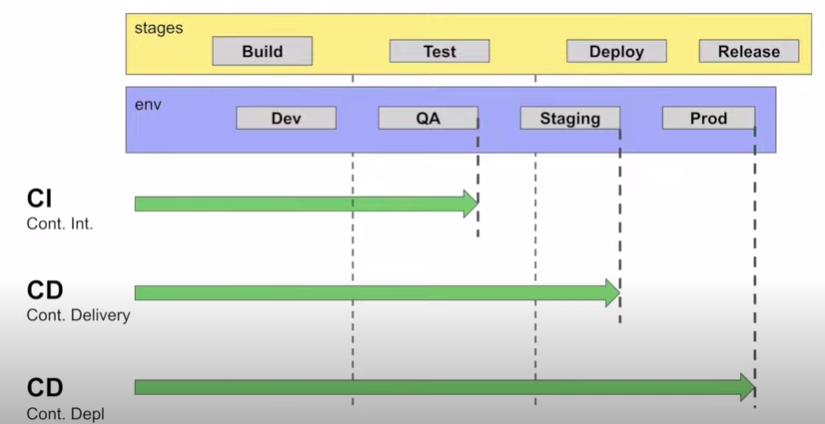 stages
Build Test Deploy Release
env
Dev QA Staging Prod
CI
Cont. Int.
CD
Cont. Delivery
CD
Cont. Depl